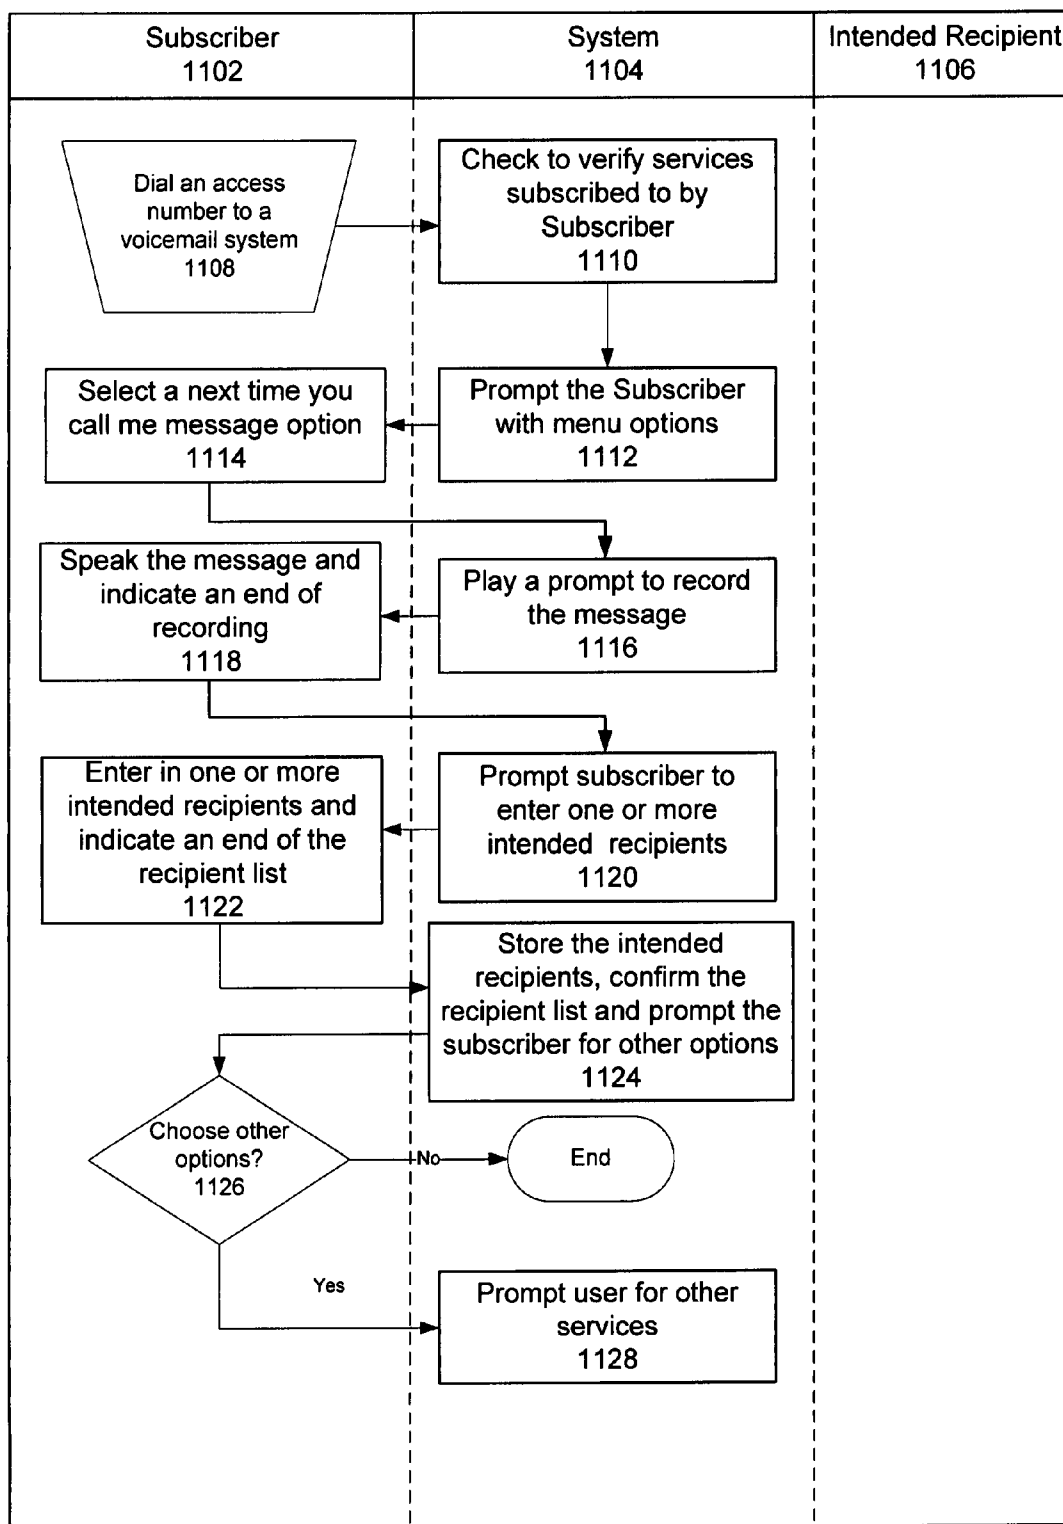 Subscriber
1102
System
1104
Intended Recipient
1106
Dial an access
number to a
voicemail system
1108
Check to verify services
subscribed to by
Subscriber
1110
Select a next time you
call me message option
1114
Prompt the Subscriber
with menu options
1112
Speak the message and
indicate an end of
recording
1118
Play a prompt to record
the message
1116
Enter in one or more
intended recipients and
indicate an end of the
recipient list
1122
Prompt subscriber to
enter one or more
intended recipients
1120
Store the intended
recipients, confirm the
recipient list and prompt the
subscriber for other options
1124
Choose other
options?
1126
No
End
Yes
Prompt user for other
services
1128